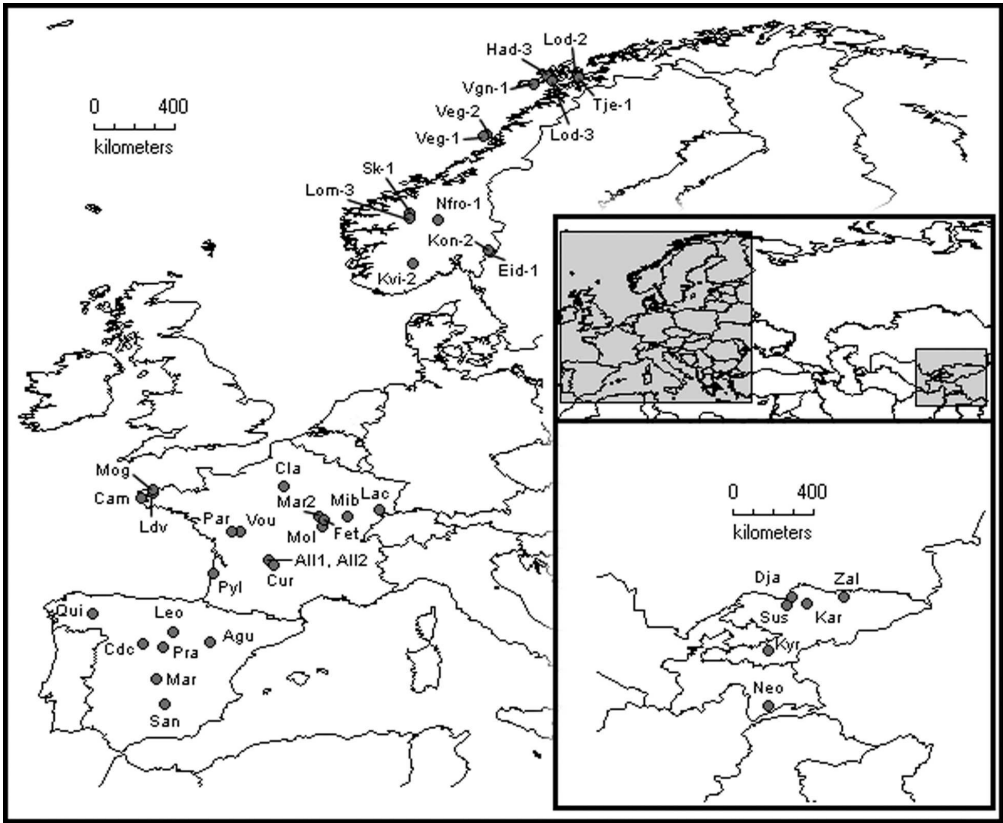 Lod-2
Had-3
Vgn-1
Tje-1
0 400
kilometers
Veg-2
Veg-1
Lod-3
Sk-1
Lom-3
Nfro-1
Kon-2
Eid-1
Kvi-2
Mog
Cla
Cam
Mar2
Mib
Lac
Ldv
Par
Vou
Mol
Fet
All1, All2
Cur
Pyl
Qui
Leo
Agu
Cdc
Pra
Mar
San
0 400
kilometers
Dja
Zal
Sus
Kar
Kyr
Neo